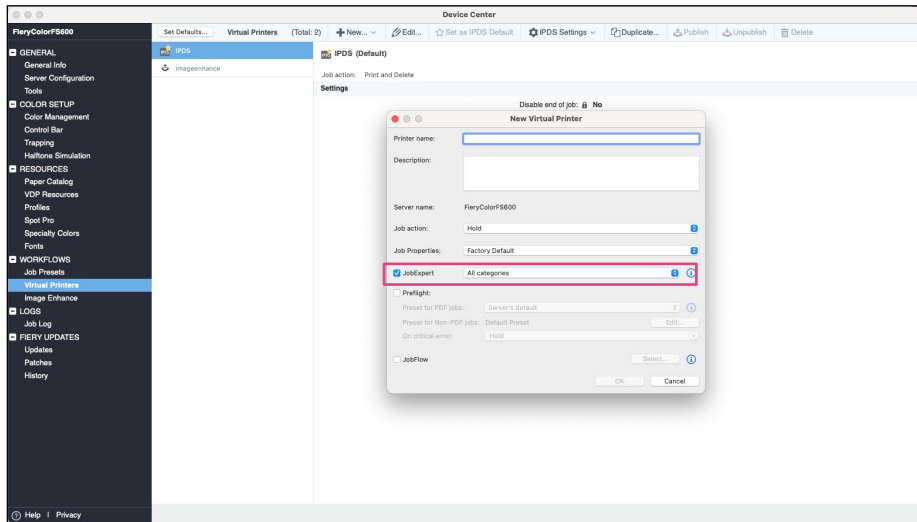 Device Center
FieryColorFS600
Set Defaults... Virtual Printers (Total: 2) New... Edit... Set as IPDS Default IPDS Settings Duplicate... Publish Unpublish Delete
GENERAL
General Info
Server Configuration
Tools
COLOR SETUP
Color Management
Control Bar
Trapping
Halftone Simulation
RESOURCES
Paper Catalog
VDP Resources
Profiles
Spot Pro
Specialty Colors
Fonts
WORKFLOWS
Job Presets
Virtual Printers
Image Enhance
LOGS
Job Log
FIERY UPDATES
Updates
Patches
History
Help | Privacy
IPDS
imageenhance
IPDS (Default)
Job action: Print and Delete
Settings
Disable end of job: No
New Virtual Printer
Printer name:
Description:
Server name: FieryColorFS600
Job action: Hold
Job Properties: Factory Default
JobExpert All categories
Preflight:
Preset for PDF jobs: Server's default
Preset for Non-PDF jobs: Default Preset Edit...
On critical error: Hold
JobFlow Select...
OK Cancel